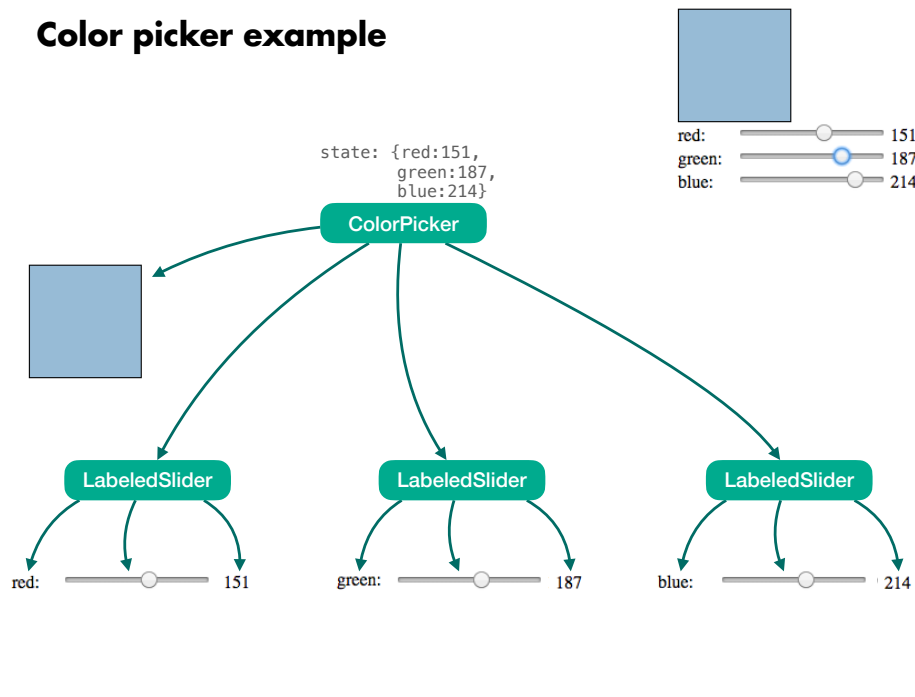 Color picker example
red: 151
green: 187
blue: 214
state: {red:151,
green:187,
blue:214}
ColorPicker
LabeledSlider LabeledSlider LabeledSlider
red: 151 green: 187 blue: 214